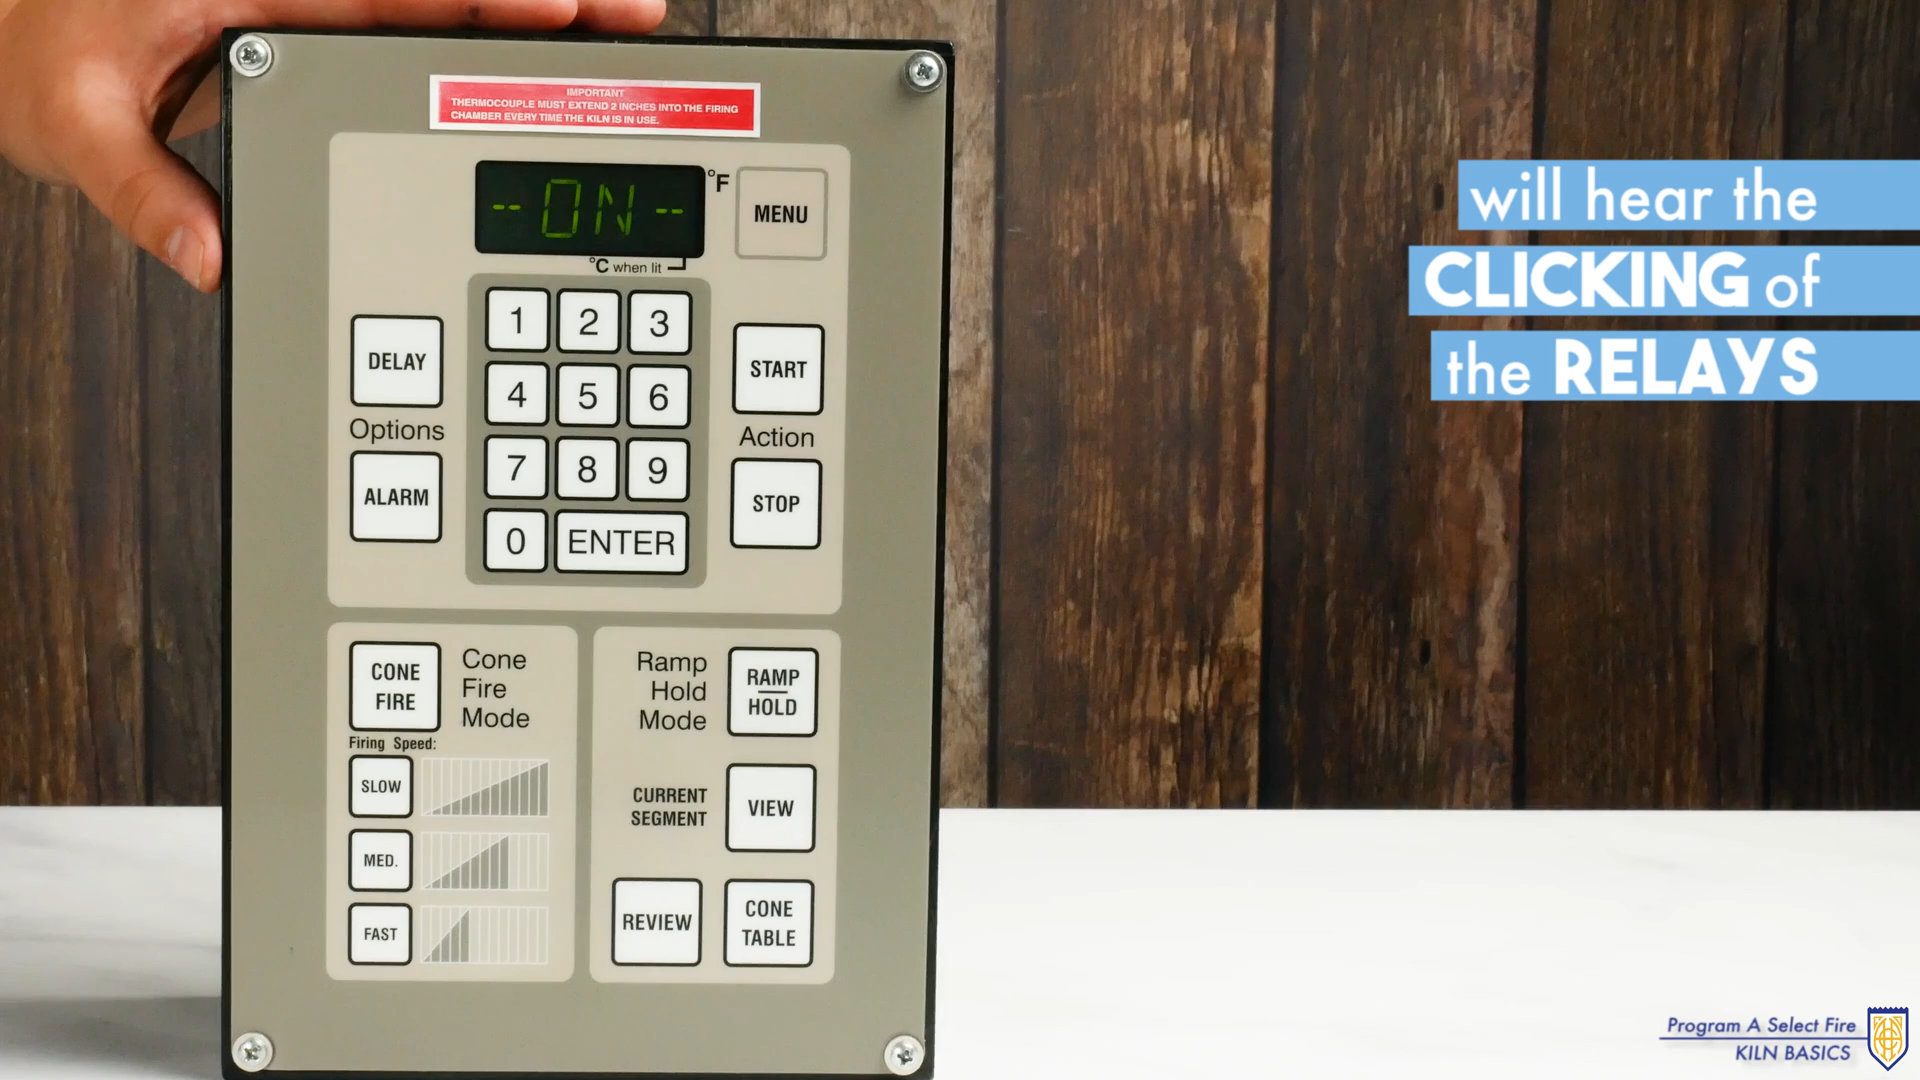 IMPORTANT
THERMOCOUPLE MUST EXTEND 2 INCHES INTO THE FIRING
CHAMBER EVERY TIME THE KILN IS IN USE.
-- ON --
°F
MENU
°C when lit
1 2 3
4 5 6
7 8 9
0 ENTER
DELAY
Options
ALARM
START
Action
STOP
CONE
FIRE
Cone
Fire
Mode
Firing Speed:
SLOW
MED.
FAST
Ramp
Hold
Mode
RAMP
HOLD
CURRENT
SEGMENT
VIEW
REVIEW
CONE
TABLE
will hear the
CLICKING of
the RELAYS
Program A Select Fire
KILN BASICS